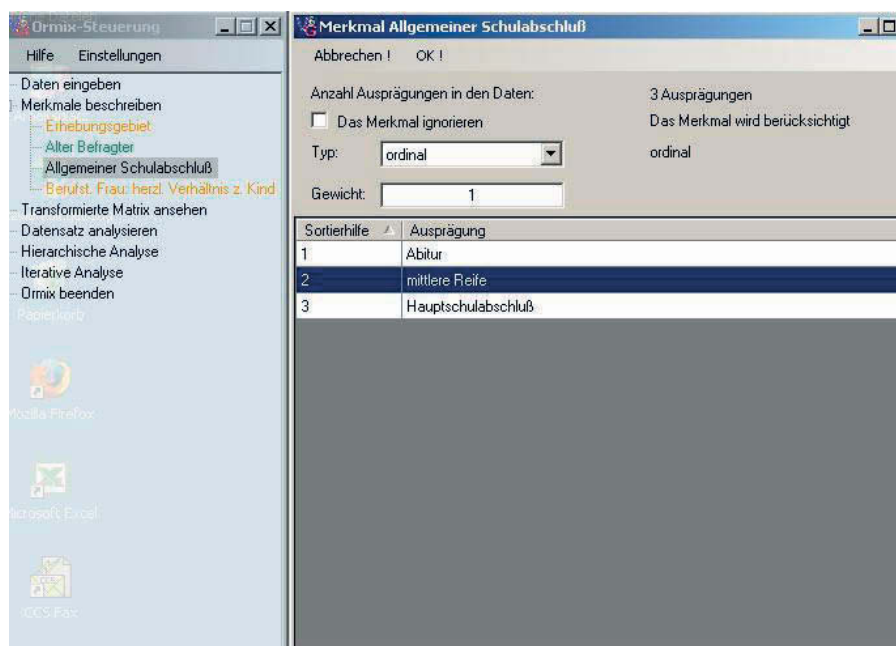 Ormix-Steuerung
Hilfe Einstellungen
Daten eingeben
Merkmale beschreiben
Erhebungsgebiet
Alter Befragter
Allgemeiner Schulabschluß
Berufst. Frau: herzl. Verhältnis z. Kind
Transformierte Matrix ansehen
Datensatz analysieren
Hierarchische Analyse
Iterative Analyse
Ormix beenden
Papierkorb
Mozilla Firefox
Microsoft Excel
CCS Fax
Merkmal Allgemeiner Schulabschluß
Abbrechen ! OK !
Anzahl Ausprägungen in den Daten: 3 Ausprägungen
Das Merkmal ignorieren Das Merkmal wird berücksichtigt
Typ: ordinal ordinal
Gewicht: 1
Sortierhilfe Ausprägung
1 Abitur
2 mittlere Reife
3 Hauptschulabschluß